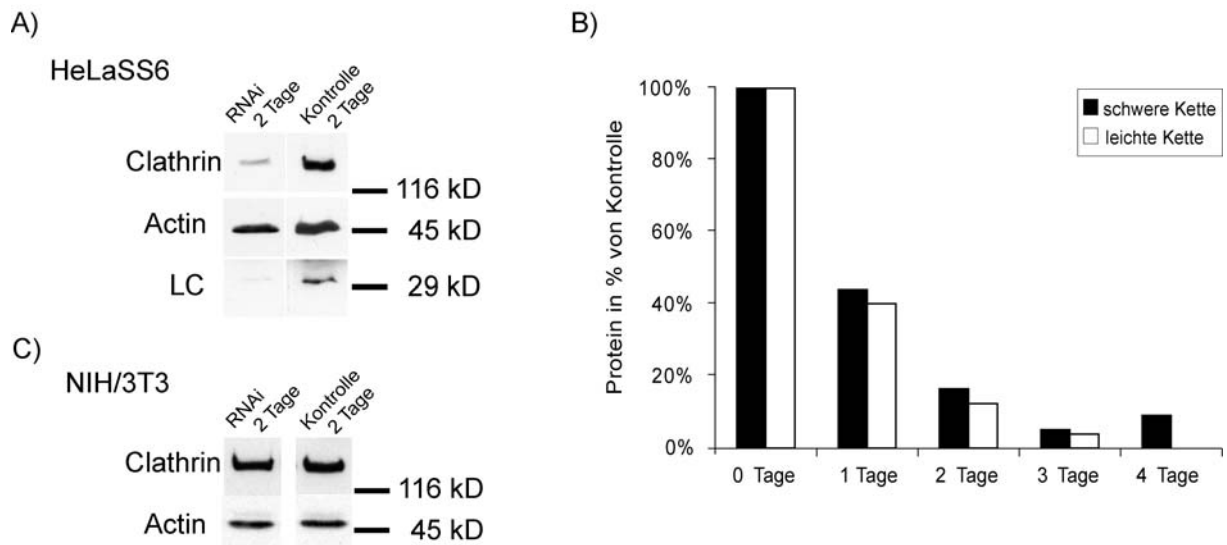 A)
HeLaSS6
RNAi
2 Tage
Kontrolle
2 Tage
Clathrin
116 kD
Actin
45 kD
LC
29 kD
C)
NIH/3T3
RNAi
2 Tage
Kontrolle
2 Tage
Clathrin
116 kD
Actin
45 kD
B)
Protein in % von Kontrolle
100%
80%
60%
40%
20%
0%
0 Tage
1 Tage
2 Tage
3 Tage
4 Tage
schwere Kette
leichte Kette